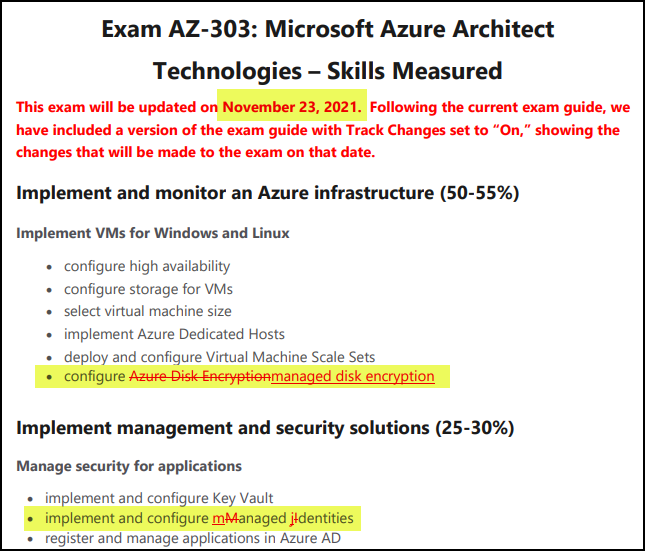 Exam AZ-303: Microsoft Azure Architect
Technologies – Skills Measured
This exam will be updated on November 23, 2021. Following the current exam guide, we
have included a version of the exam guide with Track Changes set to “On,” showing the
changes that will be made to the exam on that date.
Implement and monitor an Azure infrastructure (50-55%)
Implement VMs for Windows and Linux
• configure high availability
• configure storage for VMs
• select virtual machine size
• implement Azure Dedicated Hosts
• deploy and configure Virtual Machine Scale Sets
• configure Azure Disk Encryptionmanaged disk encryption
Implement management and security solutions (25-30%)
Manage security for applications
• implement and configure Key Vault
• implement and configure mManaged iIdentities
• register and manage applications in Azure AD